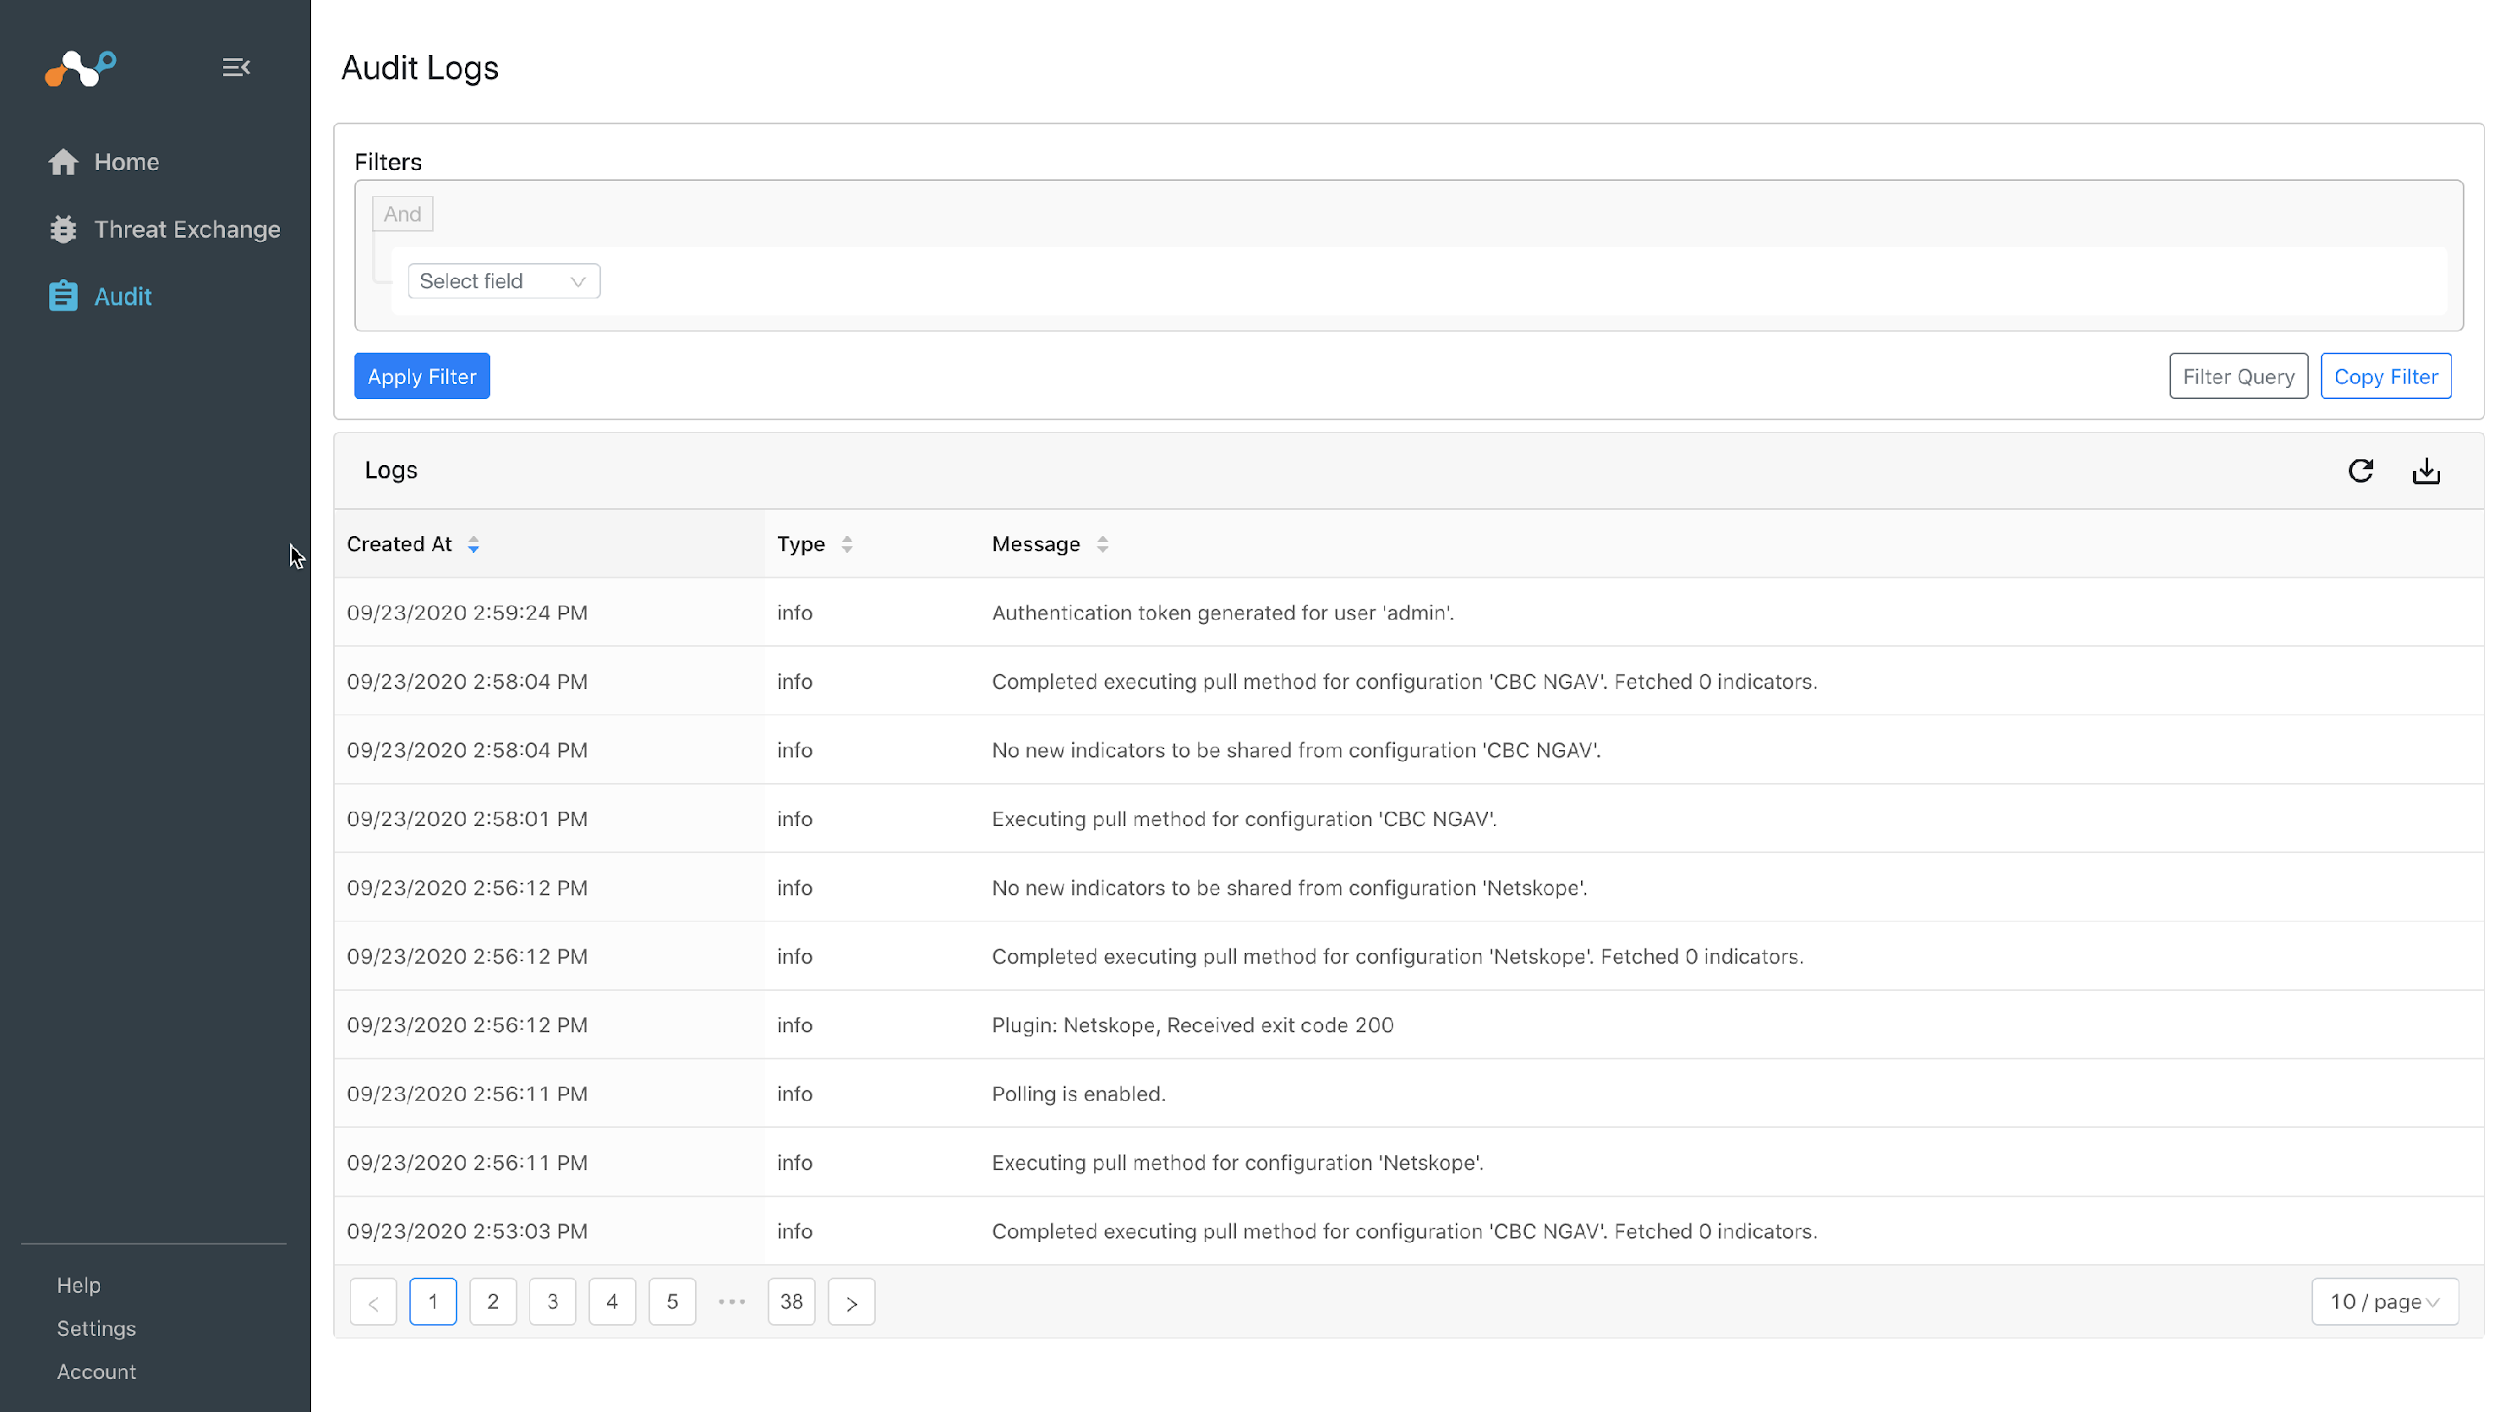 Audit Logs
Home
Threat Exchange
Audit
Filters
And
Select field
Apply Filter
Filter Query
Copy Filter
Logs
Created At Type Message
09/23/2020 2:59:24 PM info Authentication token generated for user 'admin'.
09/23/2020 2:58:04 PM info Completed executing pull method for configuration 'CBC NGAV'. Fetched 0 indicators.
09/23/2020 2:58:04 PM info No new indicators to be shared from configuration 'CBC NGAV'.
09/23/2020 2:58:01 PM info Executing pull method for configuration 'CBC NGAV'.
09/23/2020 2:56:12 PM info No new indicators to be shared from configuration 'Netskope'.
09/23/2020 2:56:12 PM info Completed executing pull method for configuration 'Netskope'. Fetched 0 indicators.
09/23/2020 2:56:12 PM info Plugin: Netskope, Received exit code 200
09/23/2020 2:56:11 PM info Polling is enabled.
09/23/2020 2:56:11 PM info Executing pull method for configuration 'Netskope'.
09/23/2020 2:53:03 PM info Completed executing pull method for configuration 'CBC NGAV'. Fetched 0 indicators.
< 1 2 3 4 5 ••• 38 > 10 / page
Help
Settings
Account